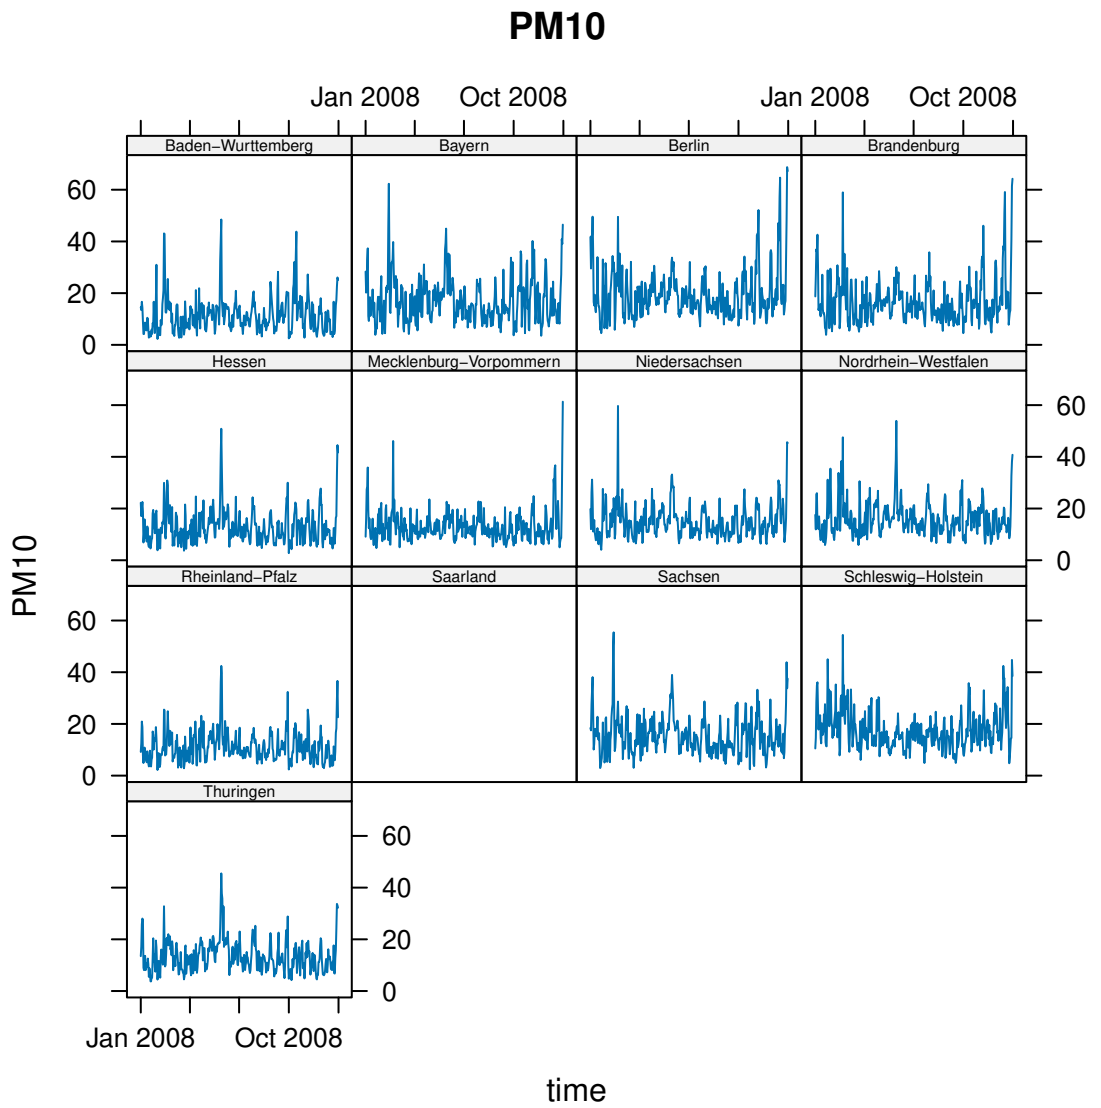 PM10
Jan 2008 Oct 2008 Jan 2008 Oct 2008
Baden−Wurttemberg Bayern Berlin Brandenburg
60
40
20
0
Hessen Mecklenburg−Vorpommern Niedersachsen Nordrhein−Westfalen
60
40
20
0
PM10
Rheinland−Pfalz Saarland Sachsen Schleswig−Holstein
60
40
20
0
Thuringen
60
40
20
0
Jan 2008 Oct 2008
time